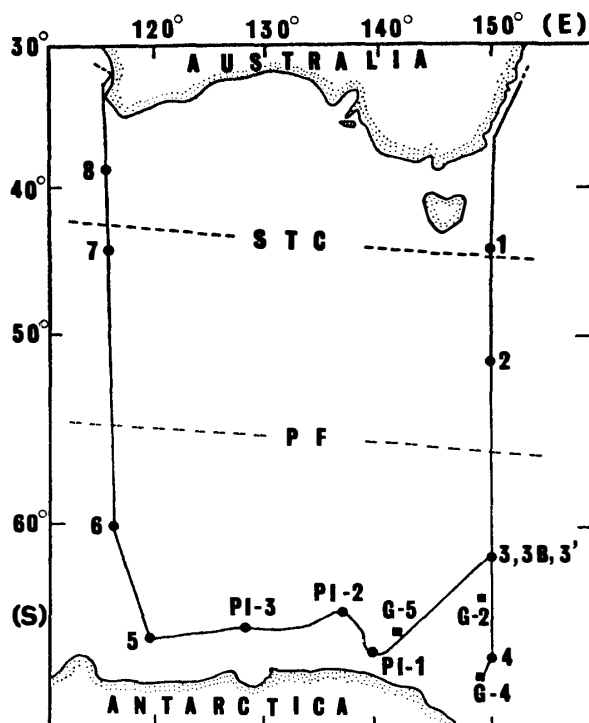 120° 130° 140° 150° (E)
30°
AUSTRALIA
8
40°
STC
7
1
50°
2
PF
60°
6
3, 3B, 3'
(S)
PI-3
PI-2
G-5
G-2
5
PI-1
4
G-4
ANTARCTICA